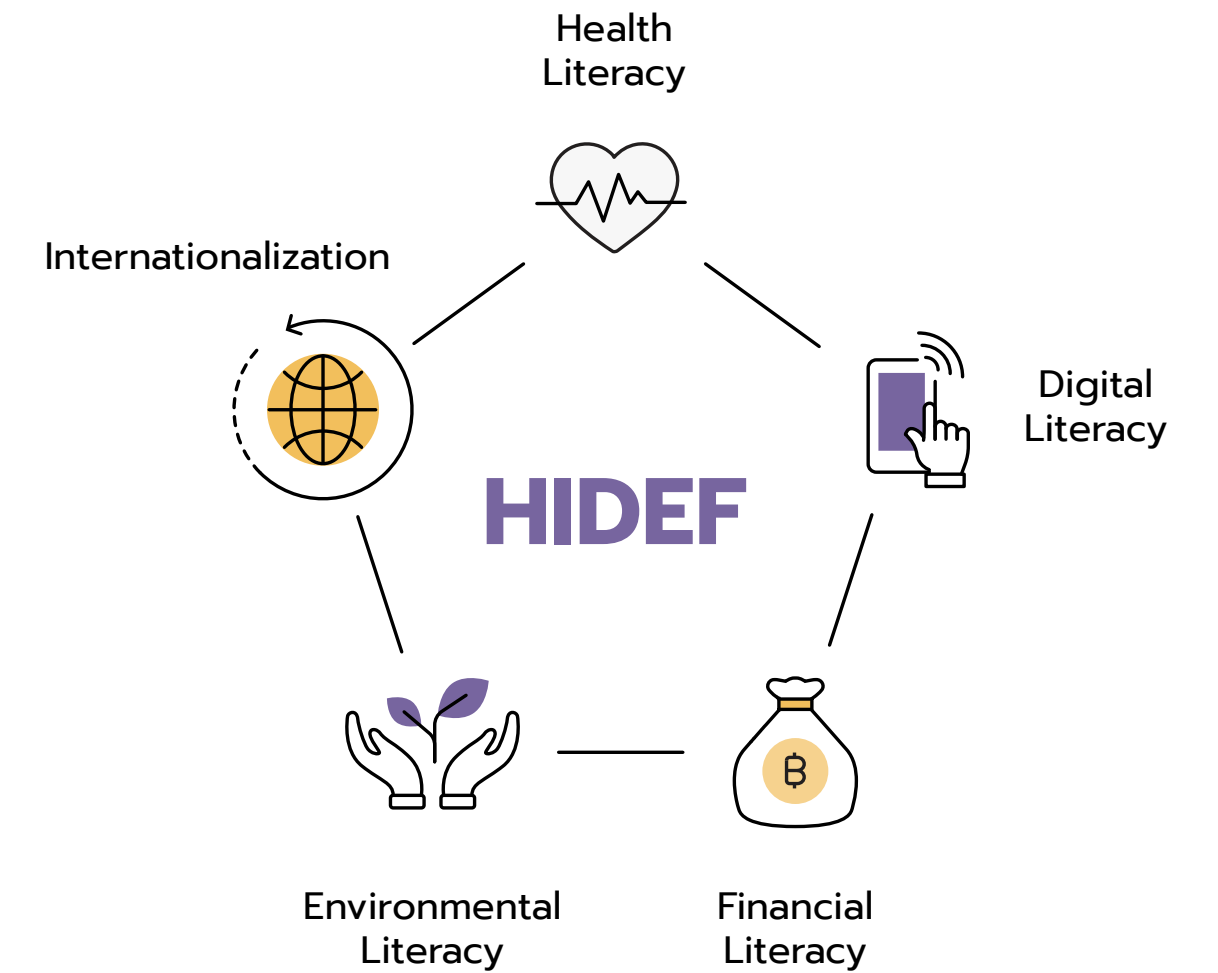 Health
Literacy
Internationalization
Digital
Literacy
HIDEF
฿
Environmental
Literacy
Financial
Literacy